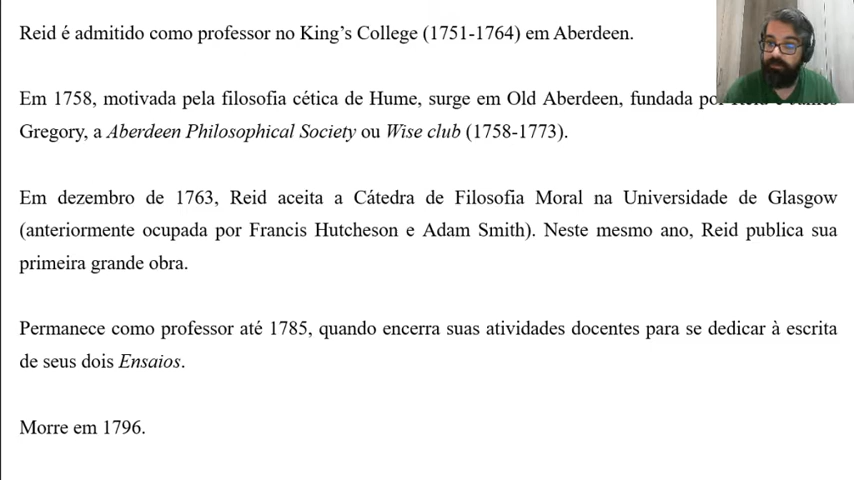 Reid é admitido como professor no King’s College (1751-1764) em Aberdeen.
Em 1758, motivada pela filosofia cética de Hume, surge em Old Aberdeen, fundada
Gregory, a Aberdeen Philosophical Society ou Wise club (1758-1773).
Em dezembro de 1763, Reid aceita a Cátedra de Filosofia Moral na Universidade de Glasgow
(anteriormente ocupada por Francis Hutcheson e Adam Smith). Neste mesmo ano, Reid publica sua
primeira grande obra.
Permanece como professor até 1785, quando encerra suas atividades docentes para se dedicar à escrita
de seus dois Ensaios.
Morre em 1796.